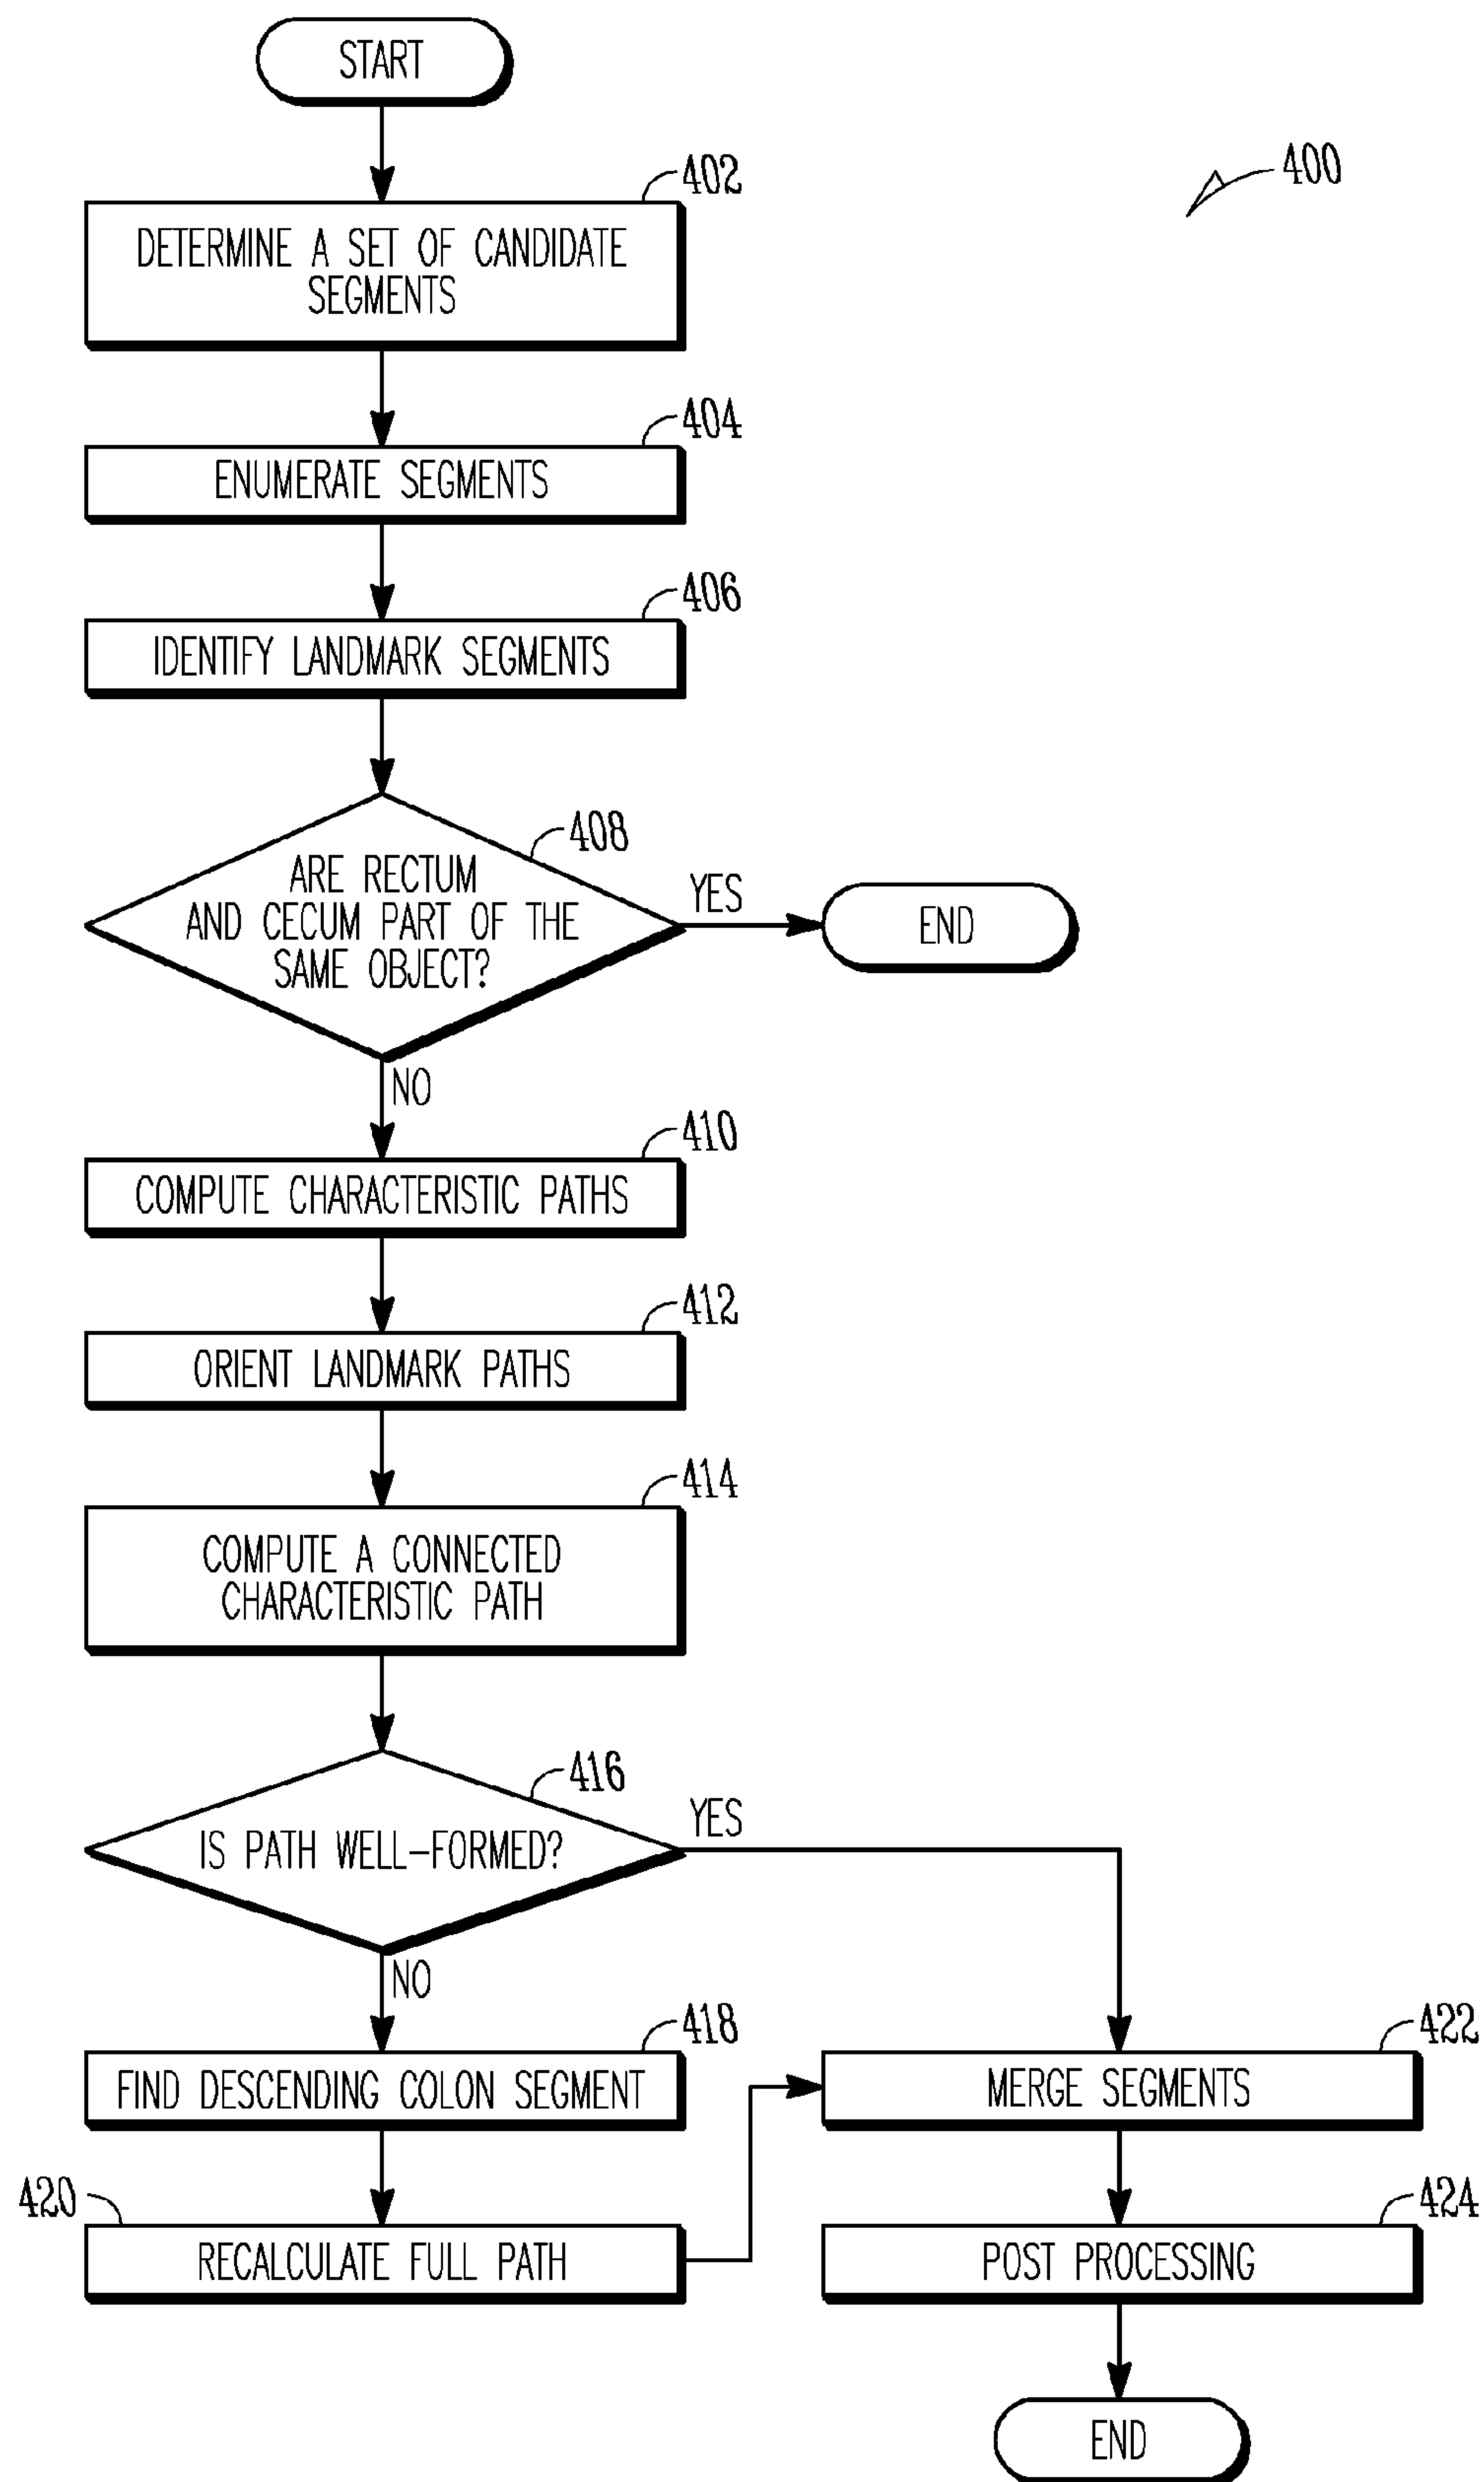 START
400
402
DETERMINE A SET OF CANDIDATE
SEGMENTS
404
ENUMERATE SEGMENTS
406
IDENTIFY LANDMARK SEGMENTS
408
ARE RECTUM
AND CECUM PART OF THE
SAME OBJECT?
YES
END
NO
410
COMPUTE CHARACTERISTIC PATHS
412
ORIENT LANDMARK PATHS
414
COMPUTE A CONNECTED
CHARACTERISTIC PATH
416
IS PATH WELL-FORMED?
YES
NO
418
FIND DESCENDING COLON SEGMENT
422
MERGE SEGMENTS
420
RECALCULATE FULL PATH
424
POST PROCESSING
END